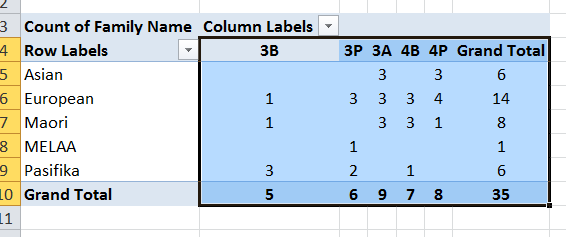 2
3 Count of Family Name Column Labels
4 Row Labels 3B 3P 3A 4B 4P Grand Total
5 Asian 3 3 6
6 European 1 3 3 3 4 14
7 Maori 1 3 3 1 8
8 MELAA 1 1
9 Pasifika 3 2 1 6
10 Grand Total 5 6 9 7 8 35
11